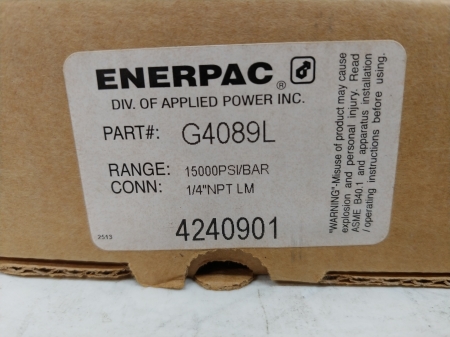 ENERPAC ®
DIV. OF APPLIED POWER INC.
PART#: G4089L
RANGE: 15000PSI/BAR
CONN: 1/4"NPT LM
4240901
2513
"WARNING"-Misuse of product may cause
explosion and personal injury. Read
ASME B40.1 and apparatus installation
/ operating instructions before using.